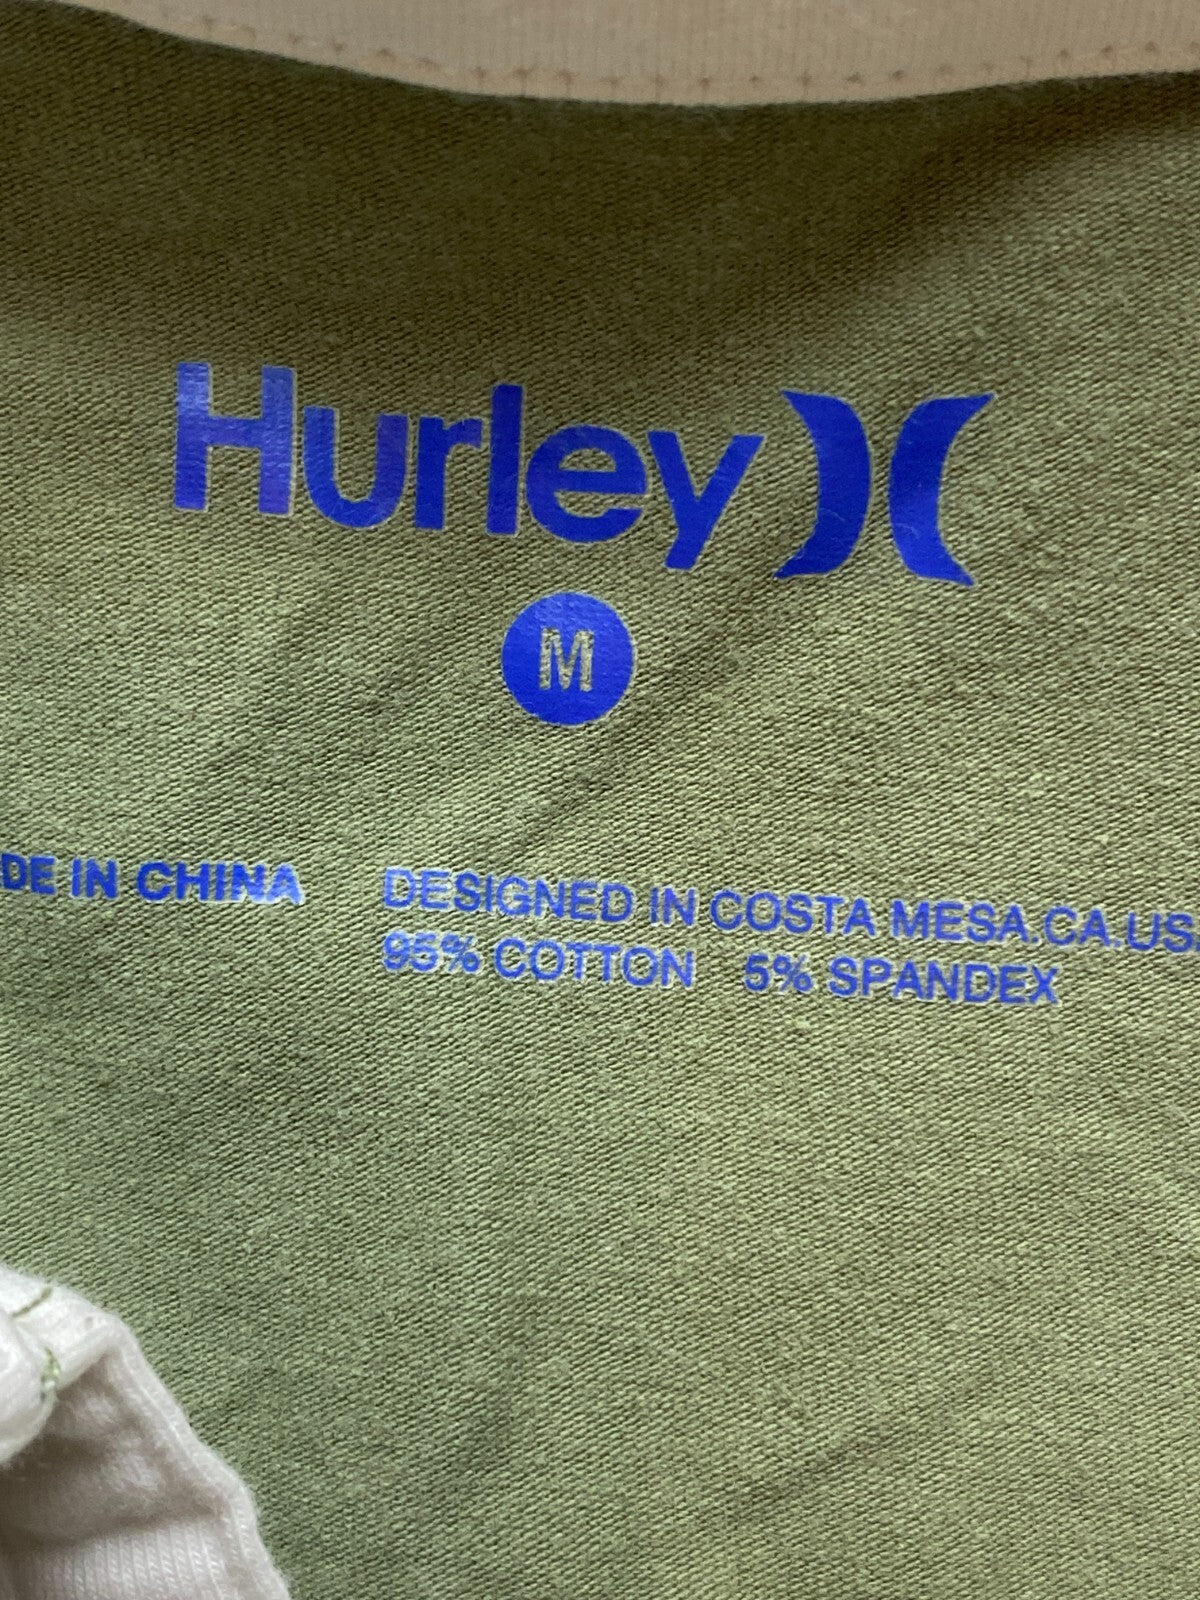 Hurley
M
DE IN CHINA
DESIGNED IN COSTA MESA.CA.US
95% COTTON 5% SPANDEX